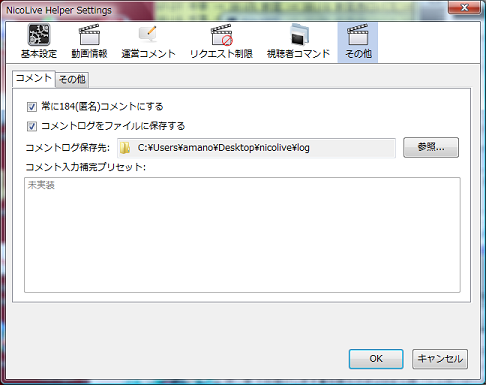 NicoLive Helper Settings
基本設定 動画情報 運営コメント リクエスト制限 視聴者コマンド その他
コメント その他
常に184(匿名)コメントにする
コメントログをファイルに保存する
コメントログ保存先: C:¥Users¥amano¥Desktop¥nicolive¥log 参照...
コメント入力補完プリセット:
未実装
OK キャンセル